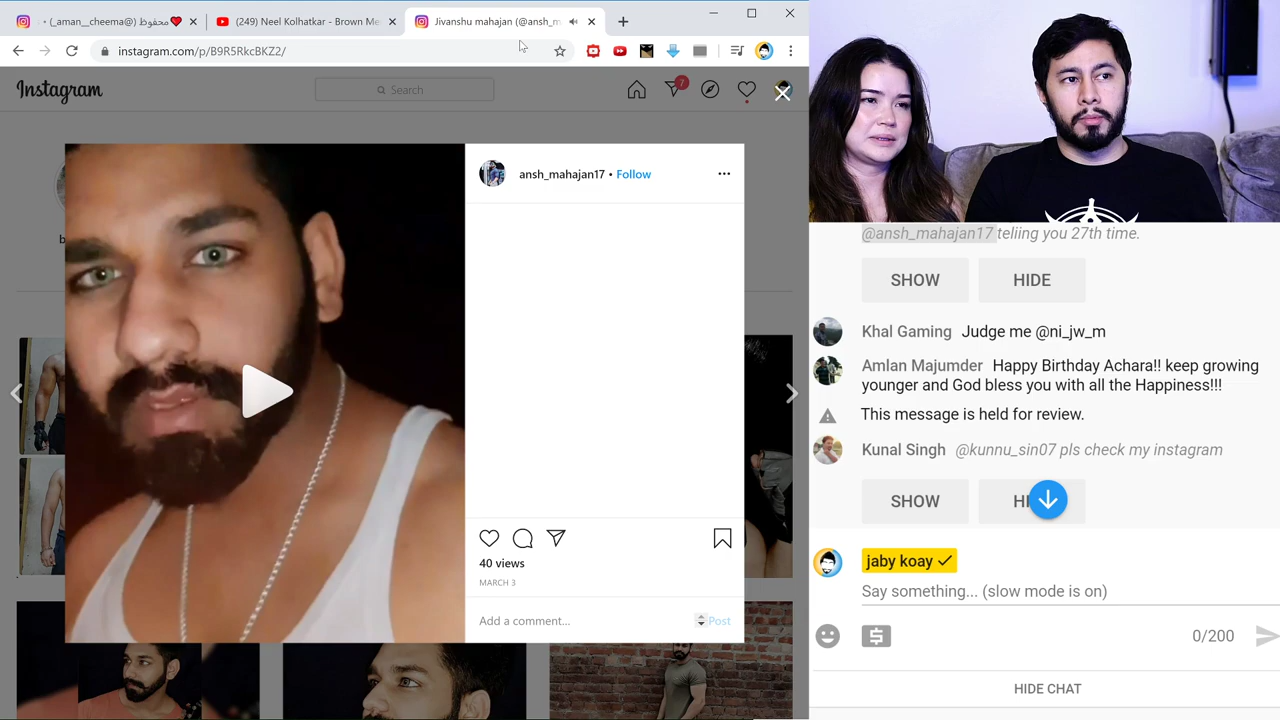 محفوظ (@_aman__cheema)❤
(249) Neel Kolhatkar - Brown Me
Jivanshu mahajan (@ansh_m
instagram.com/p/B9R5RkcBKZ2/
Instagram
Search
7
ansh_mahajan17 • Follow
40 views
MARCH 3
Add a comment...
Post
@ansh_mahajan17 teliing you 27th time.
SHOW
HIDE
Khal Gaming Judge me @ni_jw_m
Amlan Majumder Happy Birthday Achara!! keep growing
younger and God bless you with all the Happiness!!!
This message is held for review.
Kunal Singh @kunnu_sin07 pls check my instagram
SHOW
jaby koay
Say something... (slow mode is on)
0/200
HIDE CHAT